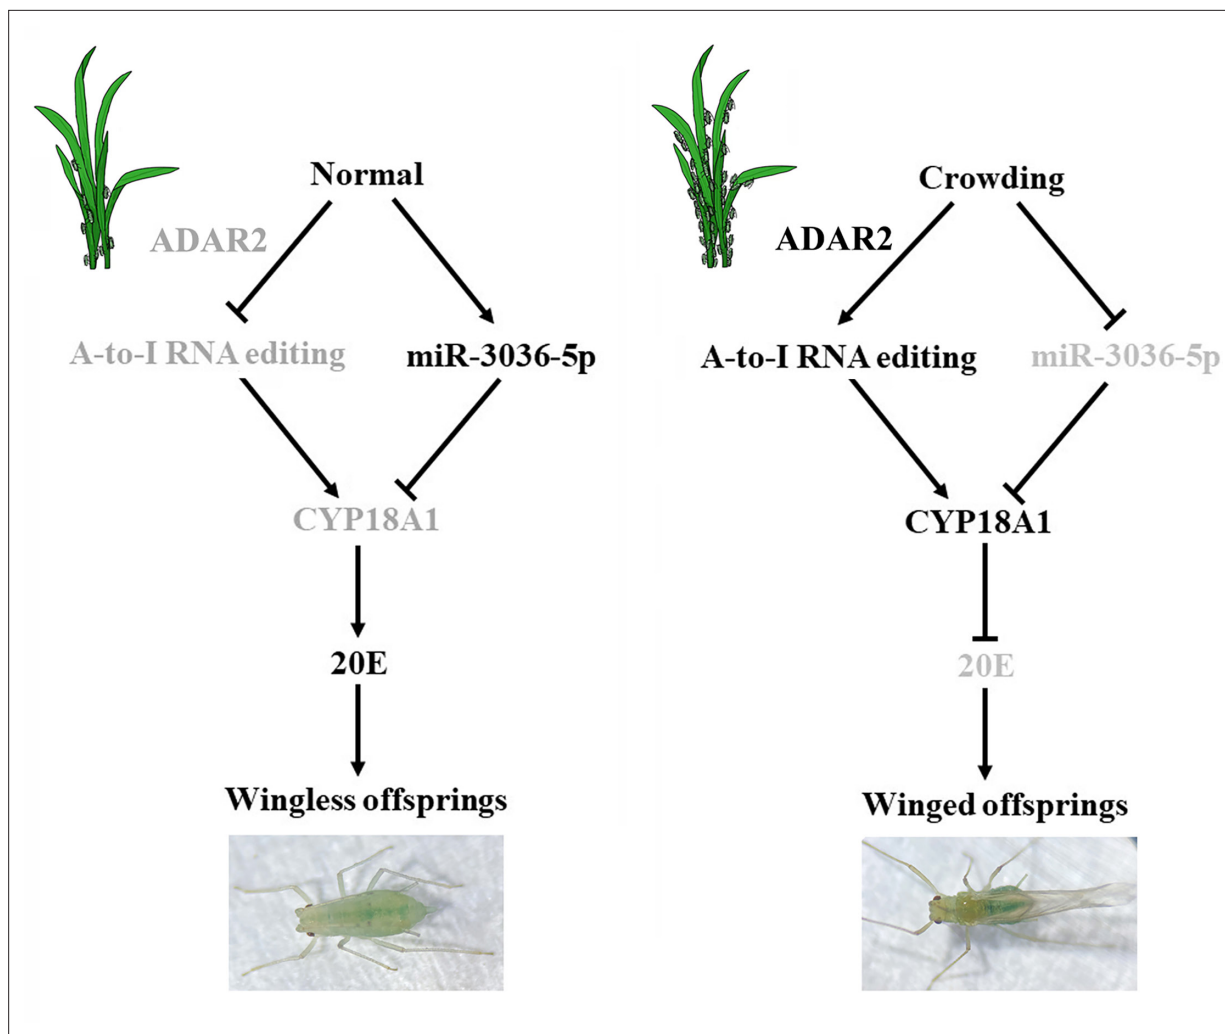 Normal
ADAR2
A-to-I RNA editing
miR-3036-5p
CYP18A1
20E
Wingless offsprings
Crowding
ADAR2
A-to-I RNA editing
miR-3036-5p
CYP18A1
20E
Winged offsprings